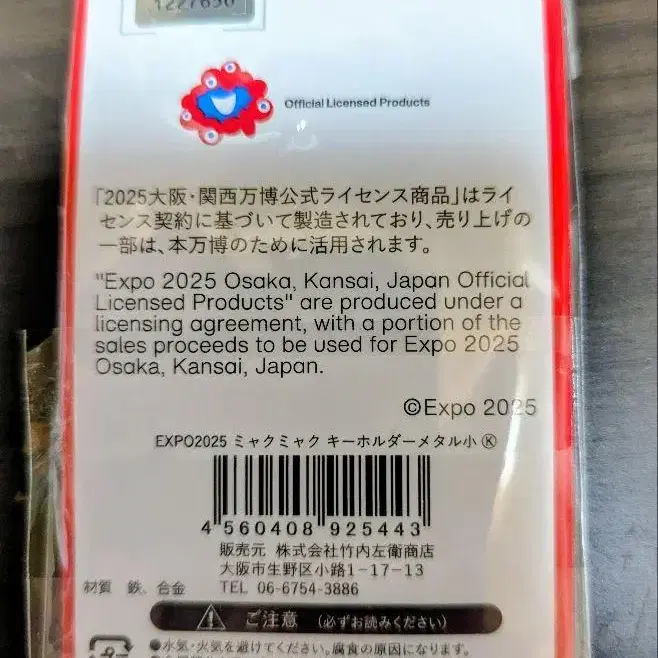 1227650
Official Licensed Products
「2025大阪・関西万博公式ライセンス商品」はライ
センス契約に基づいて製造されており、売り上げの
一部は、本万博のために活用されます。
"Expo 2025 Osaka, Kansai, Japan Official
Licensed Products" are produced under a
licensing agreement, with a portion of the
sales proceeds to be used for Expo 2025
Osaka, Kansai, Japan.
©Expo 2025
EXPO2025 ミャクミャク キーホルダーメタル小 Ⓚ
4 560408 925443
販売元 株式会社竹内左衛商店
大阪市生野区小路1-17-13
材質 鉄、合金 TEL 06-6754-3886
ご注意 (必ずお読みください)
●水気・火気を避けてください。腐食の原因になります。